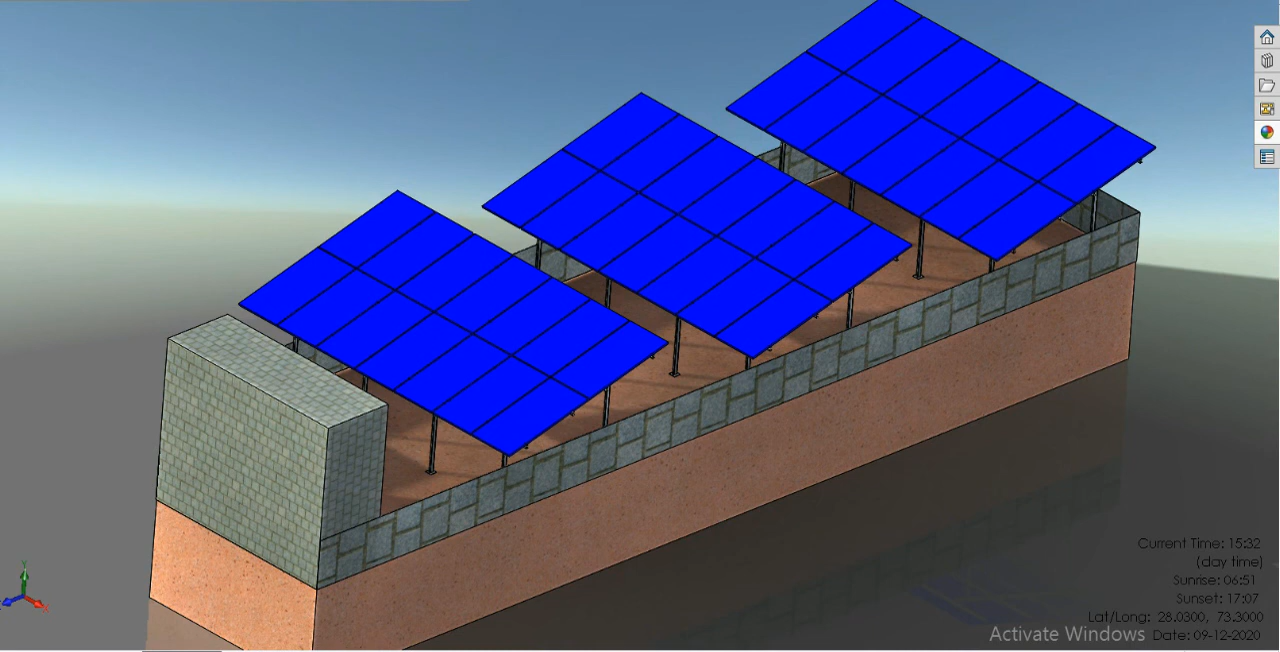 Current Time: 15:32
(day time)
Sunrise: 06:51
Sunset: 17:07
Lat/Long: 28.0300, 73.3000
Activate Windows Date: 09-12-2020